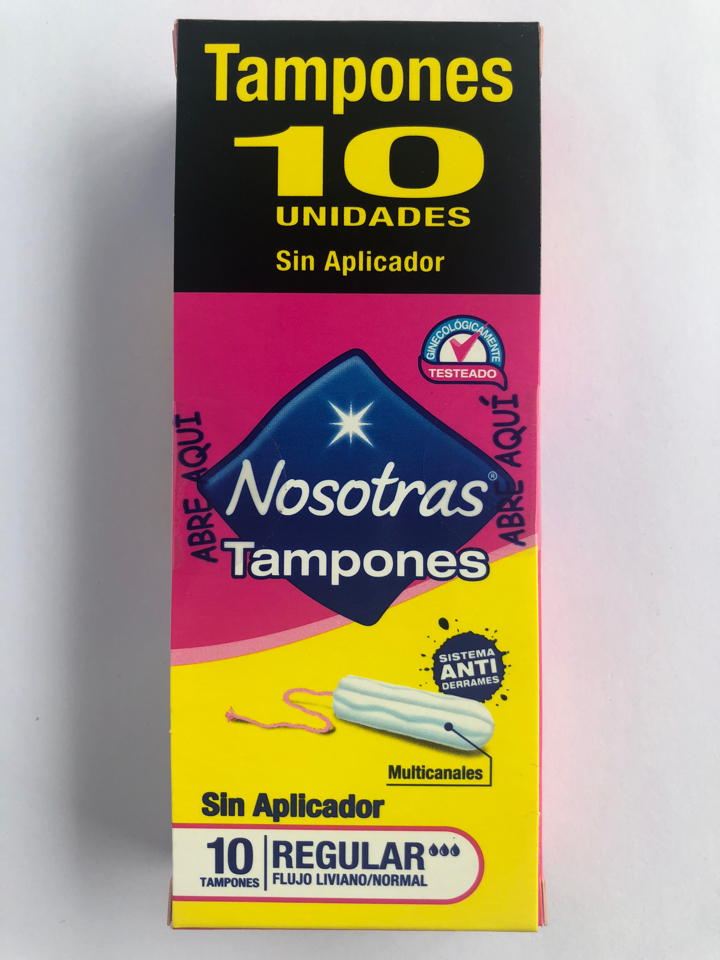 Tampones
10
UNIDADES
Sin Aplicador
GINECOLÓGICAMENTE
TESTEADO
ABRE AQUÍ
ABRE AQUÍ
Nosotras®
Tampones
SISTEMA
ANTI
DERRAMES
Multicanales
Sin Aplicador
10
TAMPONES
REGULAR
FLUJO LIVIANO/NORMAL